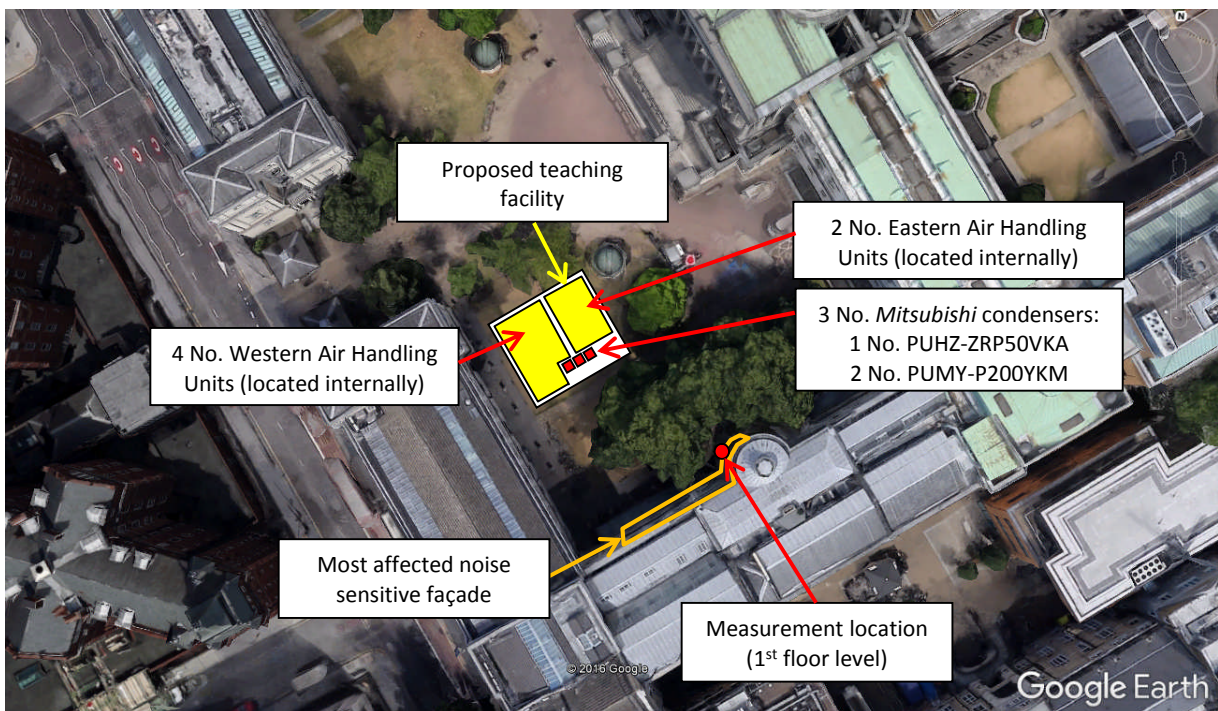 Proposed teaching
facility
2 No. Eastern Air Handling
Units (located internally)
3 No. Mitsubishi condensers:
1 No. PUHZ-ZRP50VKA
2 No. PUMY-P200YKM
4 No. Western Air Handling
Units (located internally)
Most affected noise
sensitive façade
Measurement location
(1st floor level)
© 2016 Google
Google Earth
N